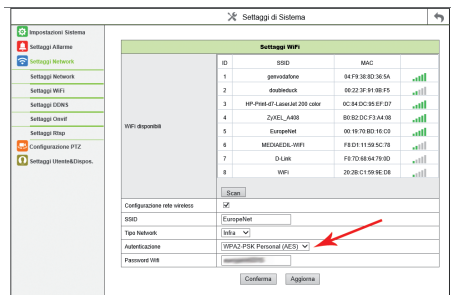 Settaggi di Sistema
Impostazioni Sistema
Settaggi Allarme
Settaggi Network
Settaggi Network
Settaggi WiFi
Settaggi DDNS
Settaggi Onvif
Settaggi Rtsp
Configurazione PTZ
Settaggi Utente&Dispos.
Settaggi WiFi
WiFi disponibili
ID SSID MAC
1 genvodafone 04:F9:38:8D:36:5A
2 doubleduck 00:22:3F:91:0B:F5
3 HP-Print-d7-LaserJet 200 color 0C:84:DC:95:EF:D7
4 ZyXEL_A408 B0:B2:DC:F3:A4:08
5 EuropeNet 00:19:70:BD:16:C0
6 MEDIAEDIL-WIFI F8:D1:11:59:5C:78
7 D-Link F0:7D:68:64:79:0D
8 WiFi 20:2B:C1:59:9E:D8
Scan
Configurazione rete wireless
SSID EuropeNet
Tipo Network Infra
Autenticazione WPA2-PSK Personal (AES)
Password Wifi
Conferma Aggiorna